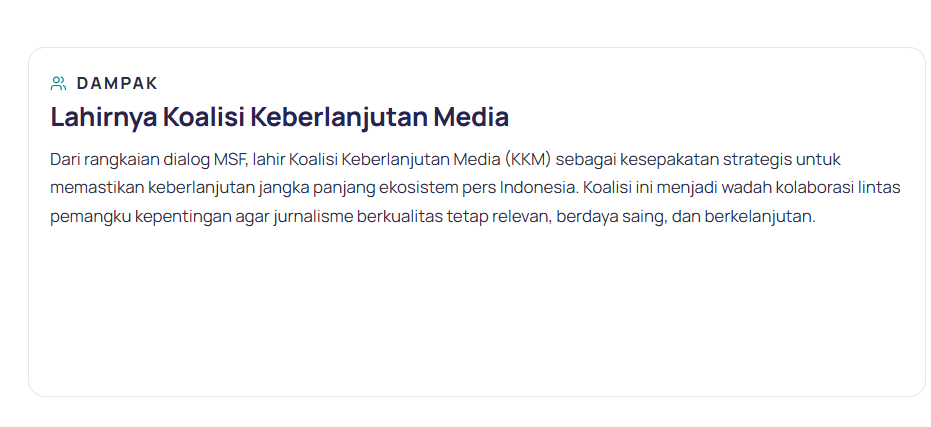 DAMPAK
Lahirnya Koalisi Keberlanjutan Media
Dari rangkaian dialog MSF, lahir Koalisi Keberlanjutan Media (KKM) sebagai kesepakatan strategis untuk
memastikan keberlanjutan jangka panjang ekosistem pers Indonesia. Koalisi ini menjadi wadah kolaborasi lintas
pemangku kepentingan agar jurnalisme berkualitas tetap relevan, berdaya saing, dan berkelanjutan.